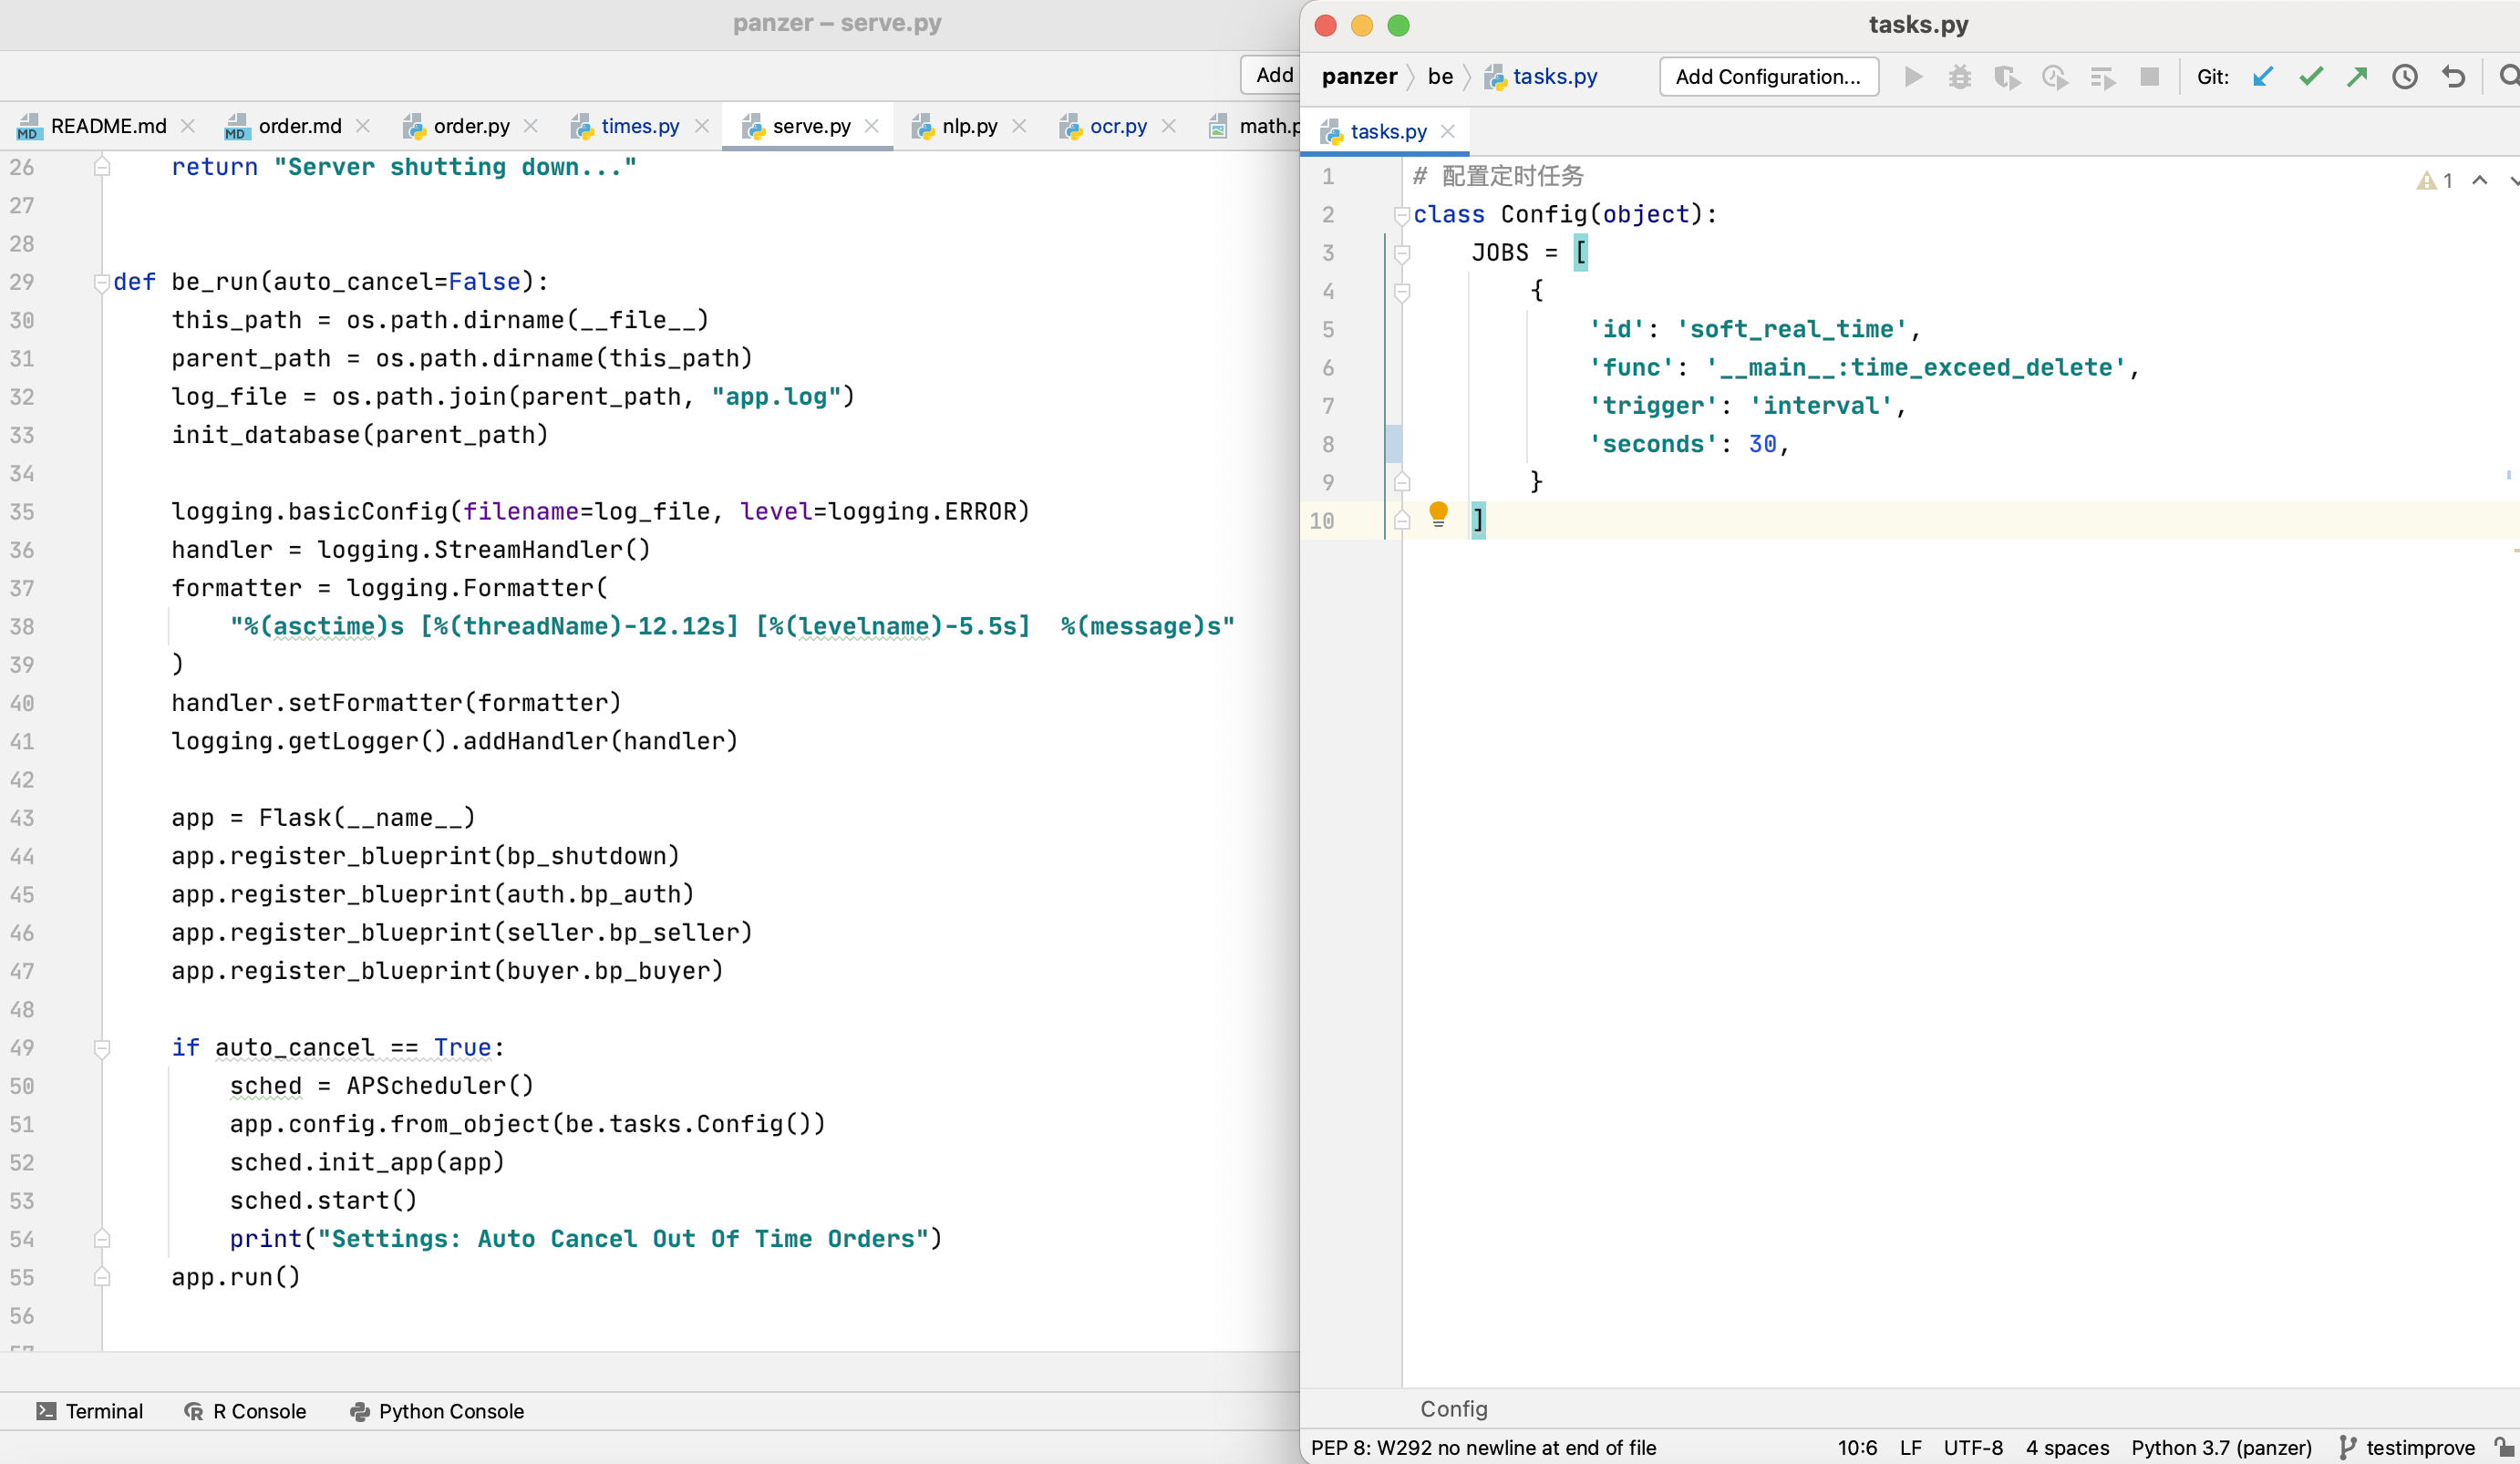 panzer – serve.py
Add
README.md
order.md
order.py
times.py
serve.py
nlp.py
ocr.py
math.p
26 return "Server shutting down..."
27
28
29 def be_run(auto_cancel=False):
30 this_path = os.path.dirname(__file__)
31 parent_path = os.path.dirname(this_path)
32 log_file = os.path.join(parent_path, "app.log")
33 init_database(parent_path)
34
35 logging.basicConfig(filename=log_file, level=logging.ERROR)
36 handler = logging.StreamHandler()
37 formatter = logging.Formatter(
38 "%(asctime)s [%(threadName)-12.12s] [%(levelname)-5.5s]  %(message)s"
39 )
40 handler.setFormatter(formatter)
41 logging.getLogger().addHandler(handler)
42
43 app = Flask(__name__)
44 app.register_blueprint(bp_shutdown)
45 app.register_blueprint(auth.bp_auth)
46 app.register_blueprint(seller.bp_seller)
47 app.register_blueprint(buyer.bp_buyer)
48
49 if auto_cancel == True:
50 sched = APScheduler()
51 app.config.from_object(be.tasks.Config())
52 sched.init_app(app)
53 sched.start()
54 print("Settings: Auto Cancel Out Of Time Orders")
55 app.run()
56
Terminal
R Console
Python Console
tasks.py
panzer be tasks.py
Add Configuration...
Git:
tasks.py
1 # 配置定时任务
1
2 class Config(object):
3 JOBS = [
4 {
5 'id': 'soft_real_time',
6 'func': '__main__:time_exceed_delete',
7 'trigger': 'interval',
8 'seconds': 30,
9 }
10 ]
Config
PEP 8: W292 no newline at end of file
10:6 LF UTF-8 4 spaces Python 3.7 (panzer) testimprove